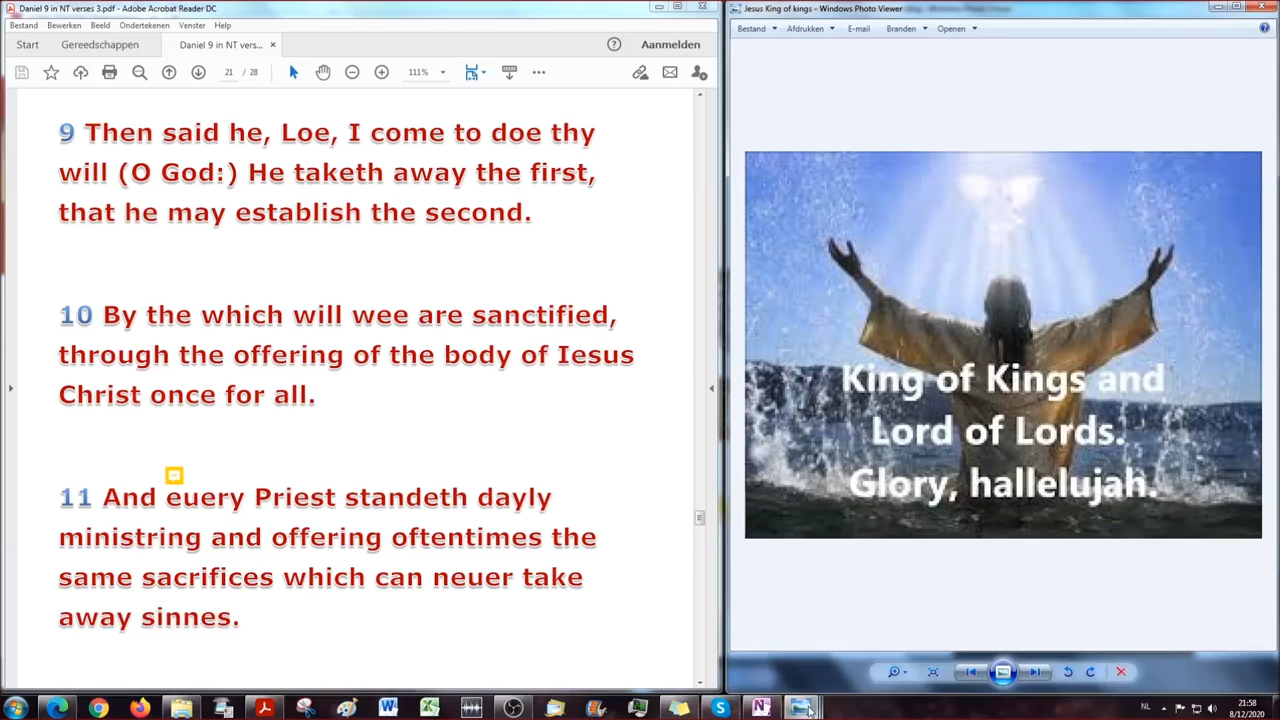 Daniel 9 in NT verses 3.pdf - Adobe Acrobat Reader DC
Bestand Bewerken Beeld Ondertekenen Venster Help
Start Gereedschappen Daniel 9 in NT vers... × Aanmelden
21 / 28 111%
9 Then said he, Loe, I come to doe thy
will (O God:) He taketh away the first,
that he may establish the second.
10 By the which will wee are sanctified,
through the offering of the body of Iesus
Christ once for all.
11 And euery Priest standeth dayly
ministring and offering oftentimes the
same sacrifices which can neuer take
away sinnes.
Jesus King of kings - Windows Photo Viewer
Bestand Afdrukken E-mail Branden Openen
King of Kings and
Lord of Lords.
Glory, hallelujah.
NL 21:58
8/12/2020